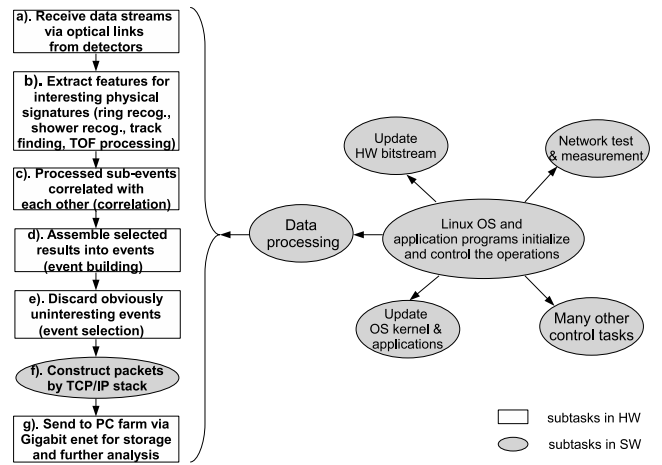 a). Receive data streams
via optical links
from detectors
b). Extract features for
interesting physical
signatures (ring recog.,
shower recog., track
finding, TOF processing)
c). Processed sub-events
correlated with
each other (correlation)
d). Assemble selected
results into events
(event building)
e). Discard obviously
uninteresting events
(event selection)
f). Construct packets
by TCP/IP stack
g). Send to PC farm via
Gigabit enet for storage
and further analysis
Data
processing
Update
HW bitstream
Network test
& measurement
Linux OS and
application programs initialize
and control the operations
Update
OS kernel &
applications
Many other
control tasks
subtasks in HW
subtasks in SW